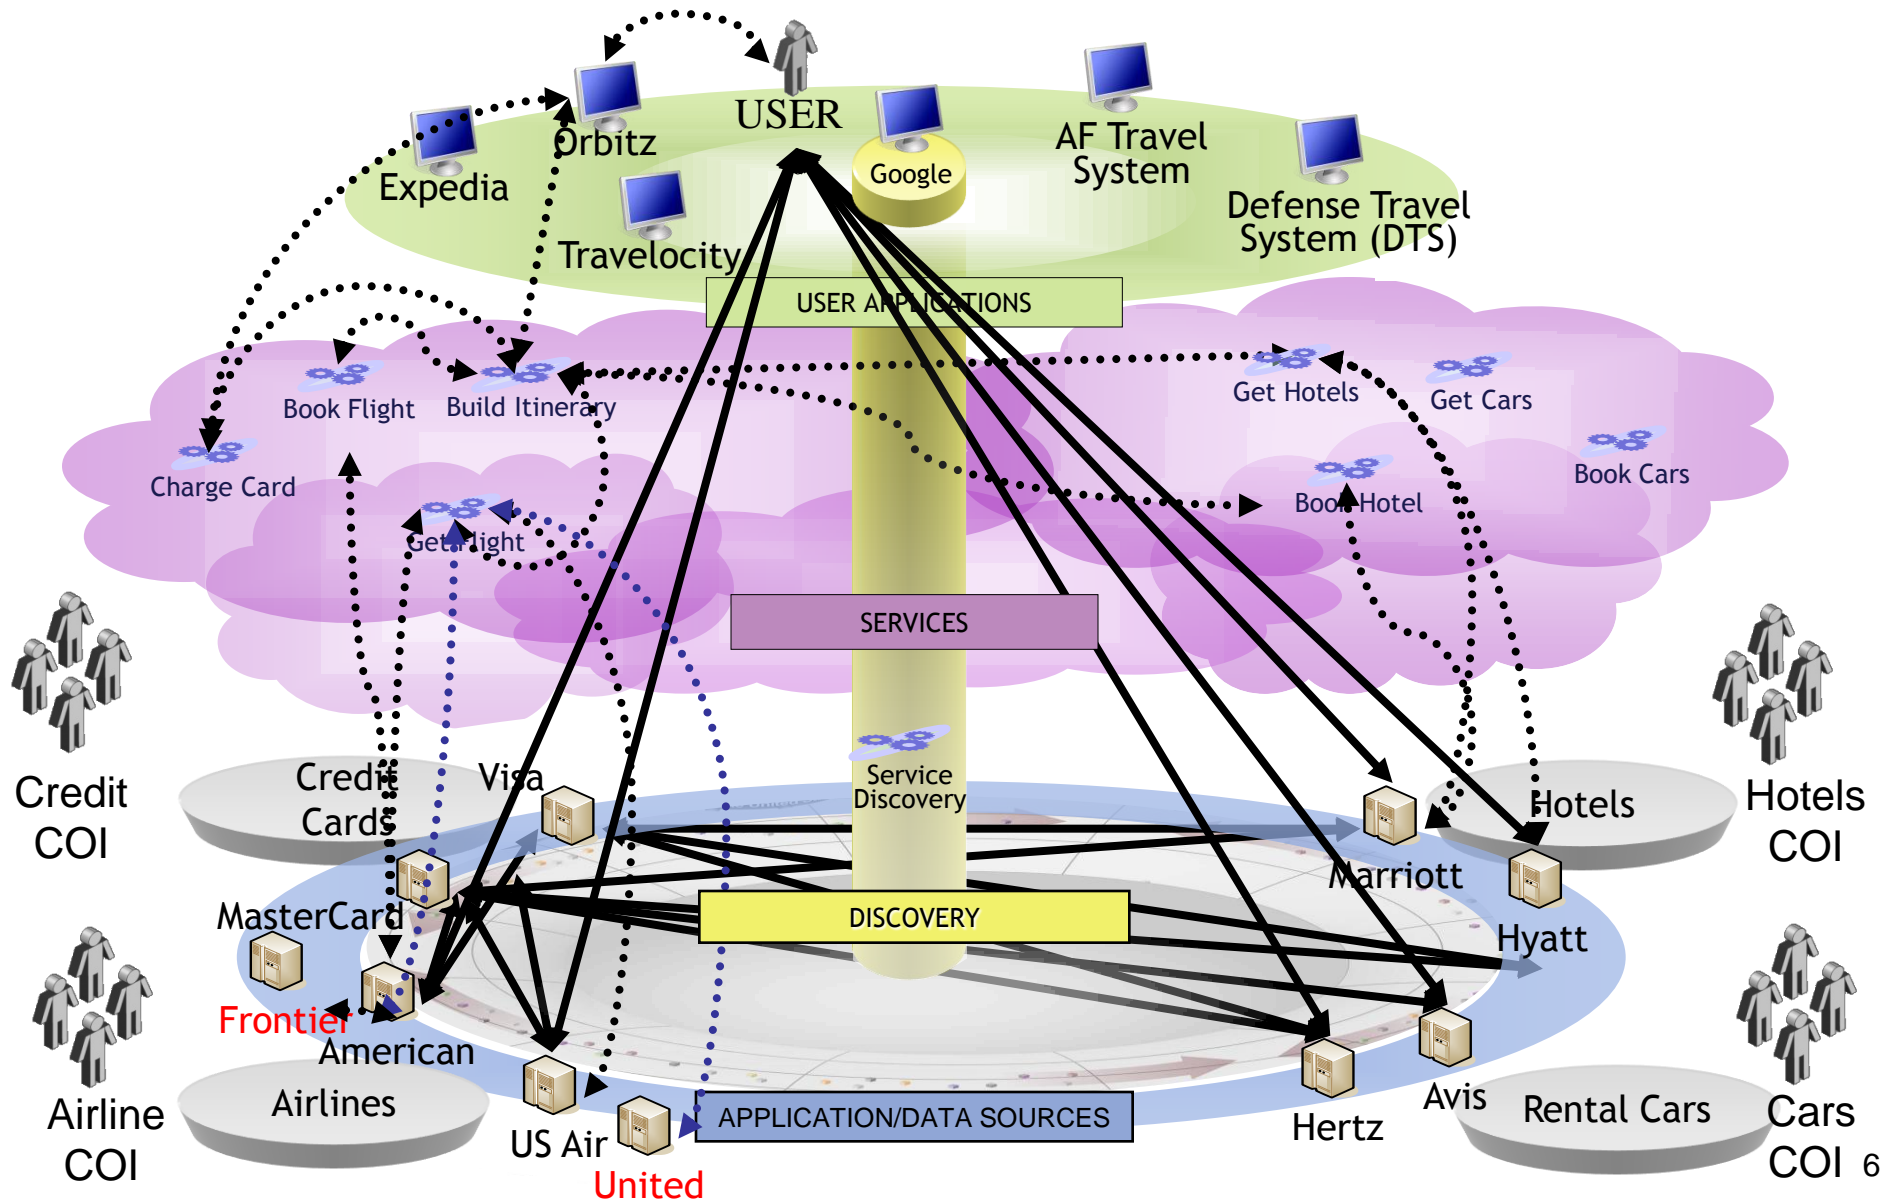 USER
Orbitz
Expedia
Travelocity
Google
AF Travel
System
Defense Travel
System (DTS)
USER APPLICATIONS
Book Flight
Build Itinerary
Charge Card
Get Flight
Get Hotels
Get Cars
Book Hotel
Book Cars
SERVICES
Service
Discovery
Credit
COI
Credit
Cards
Visa
MasterCard
Hotels
Hotels
COI
Marriott
Hyatt
DISCOVERY
Frontier
American
Airline
COI
Airlines
US Air
United
APPLICATION/DATA SOURCES
Hertz
Avis
Rental Cars
Cars
COI
6